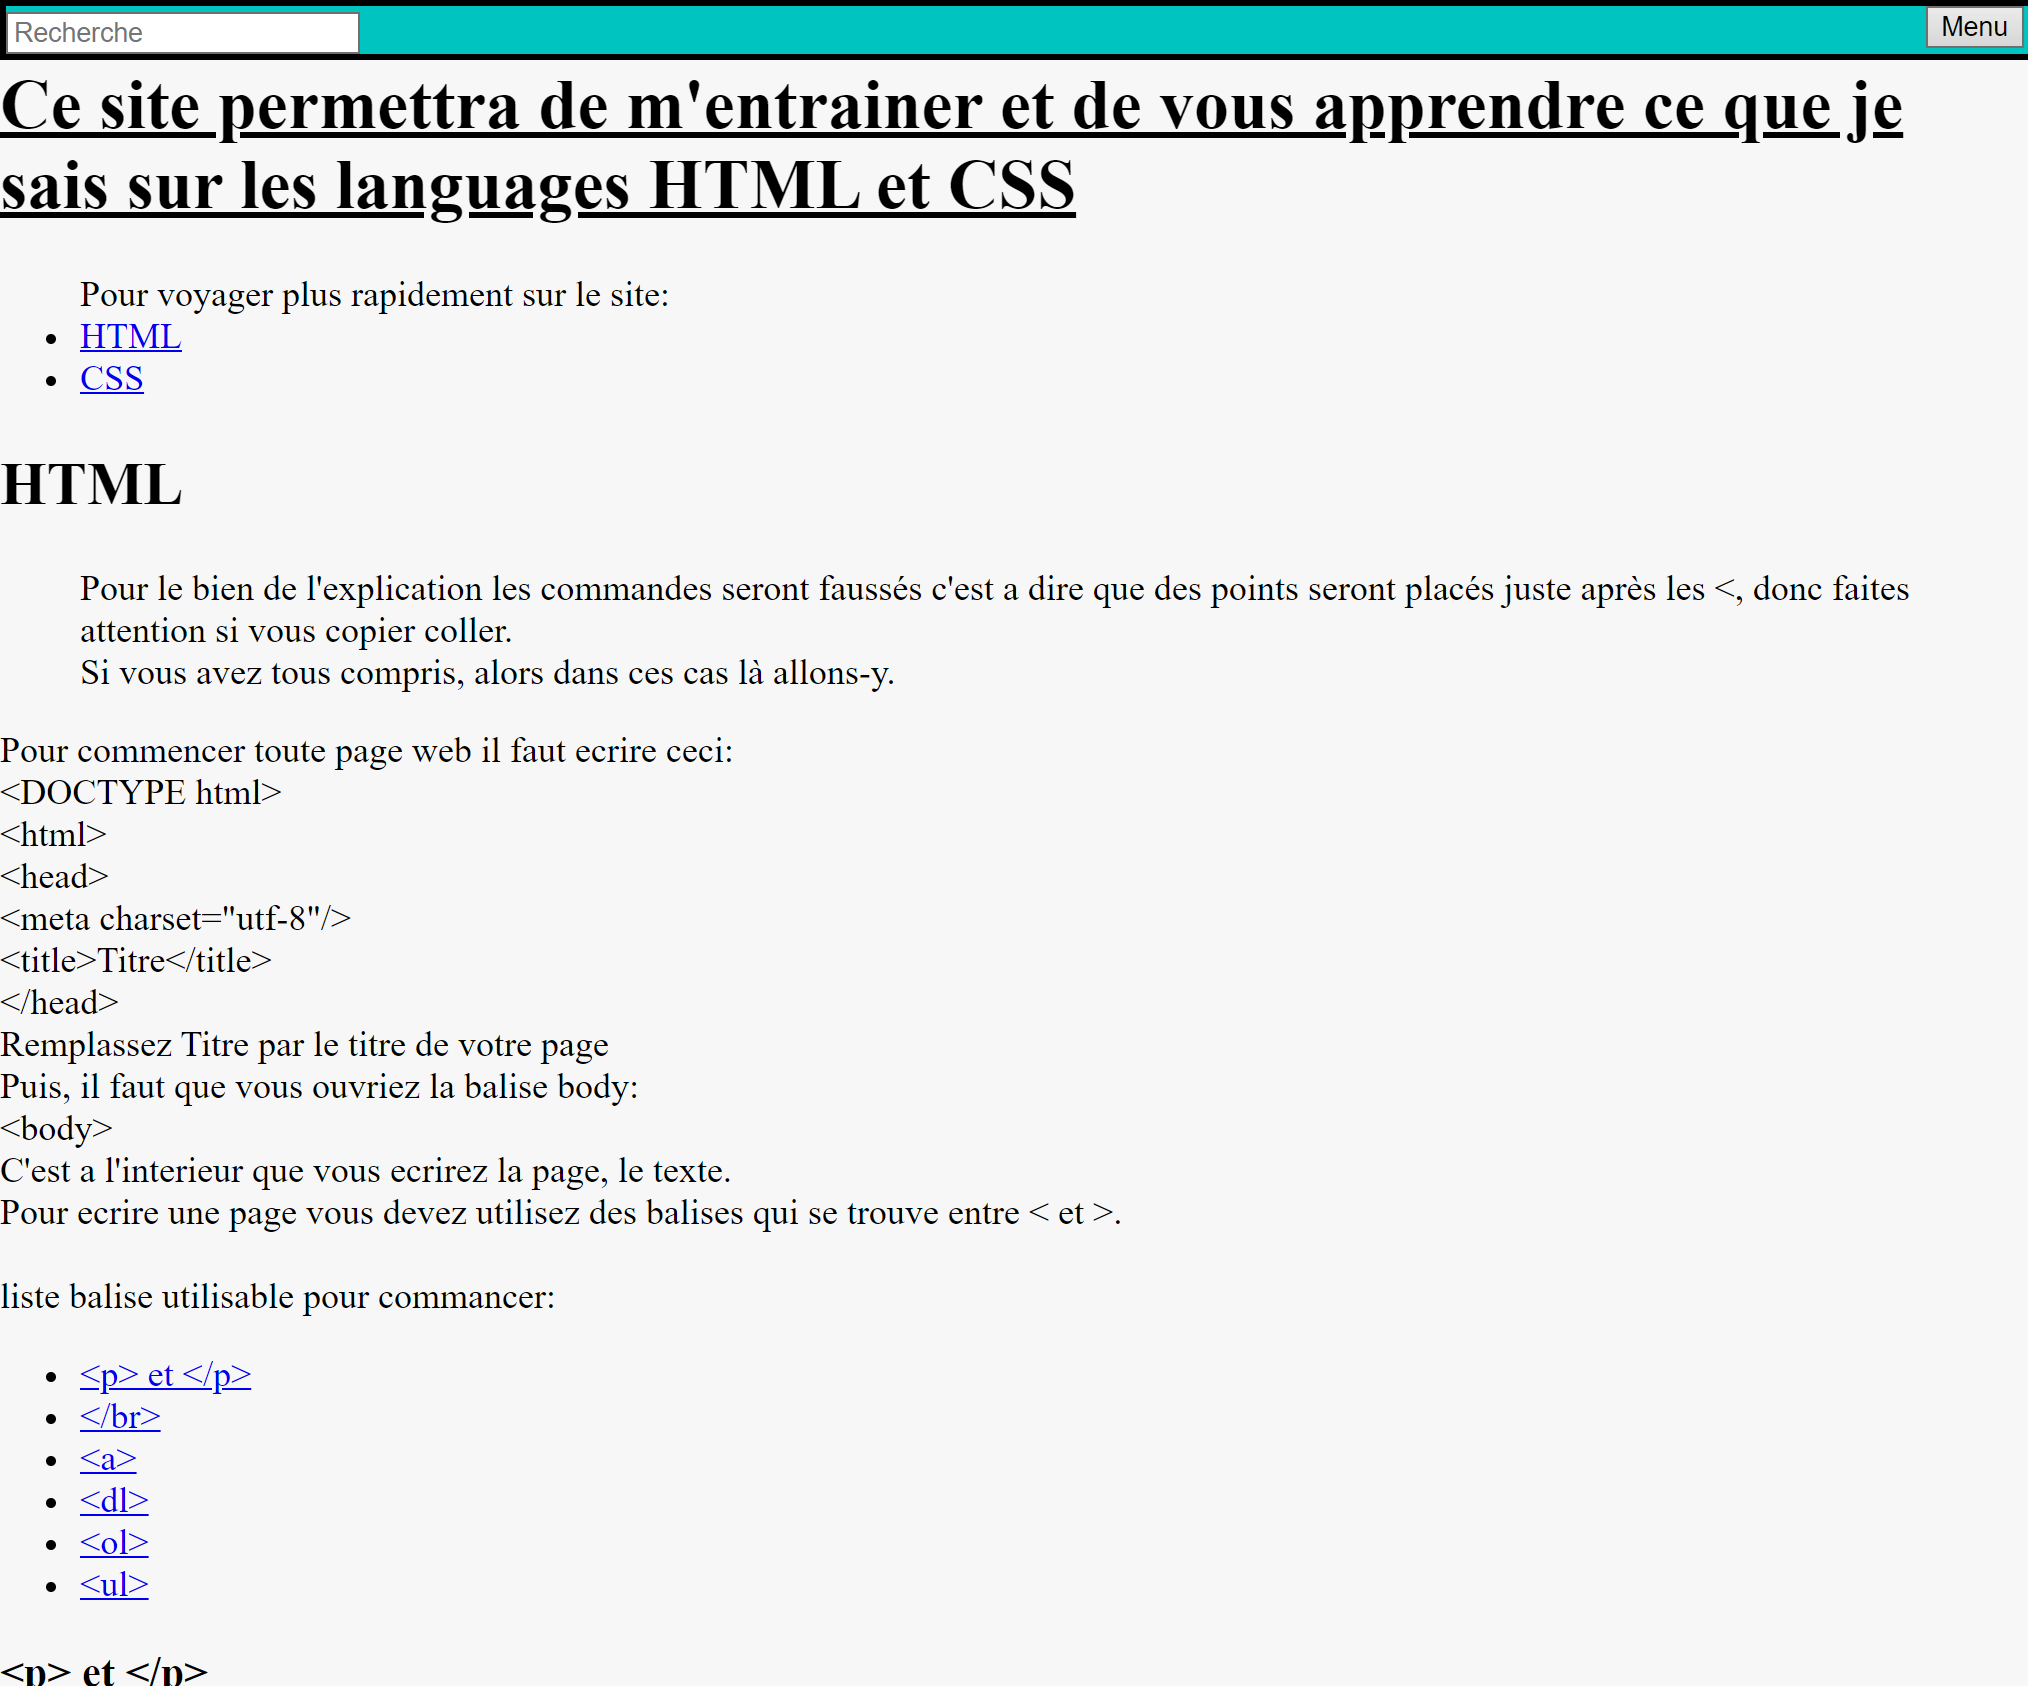 Recherche
Menu
Ce site permettra de m'entrainer et de vous apprendre ce que je
sais sur les languages HTML et CSS
Pour voyager plus rapidement sur le site:
HTML
CSS
HTML
Pour le bien de l'explication les commandes seront faussés c'est a dire que des points seront placés juste après les <, donc faites
attention si vous copier coller.
Si vous avez tous compris, alors dans ces cas là allons-y.
Pour commencer toute page web il faut ecrire ceci:
<DOCTYPE html>
<html>
<head>
<meta charset="utf-8"/>
<title>Titre</title>
</head>
Remplassez Titre par le titre de votre page
Puis, il faut que vous ouvriez la balise body:
<body>
C'est a l'interieur que vous ecrirez la page, le texte.
Pour ecrire une page vous devez utilisez des balises qui se trouve entre < et >.
liste balise utilisable pour commancer:
<p> et </p>
</br>
<a>
<dl>
<ol>
<ul>
<p> et </p>